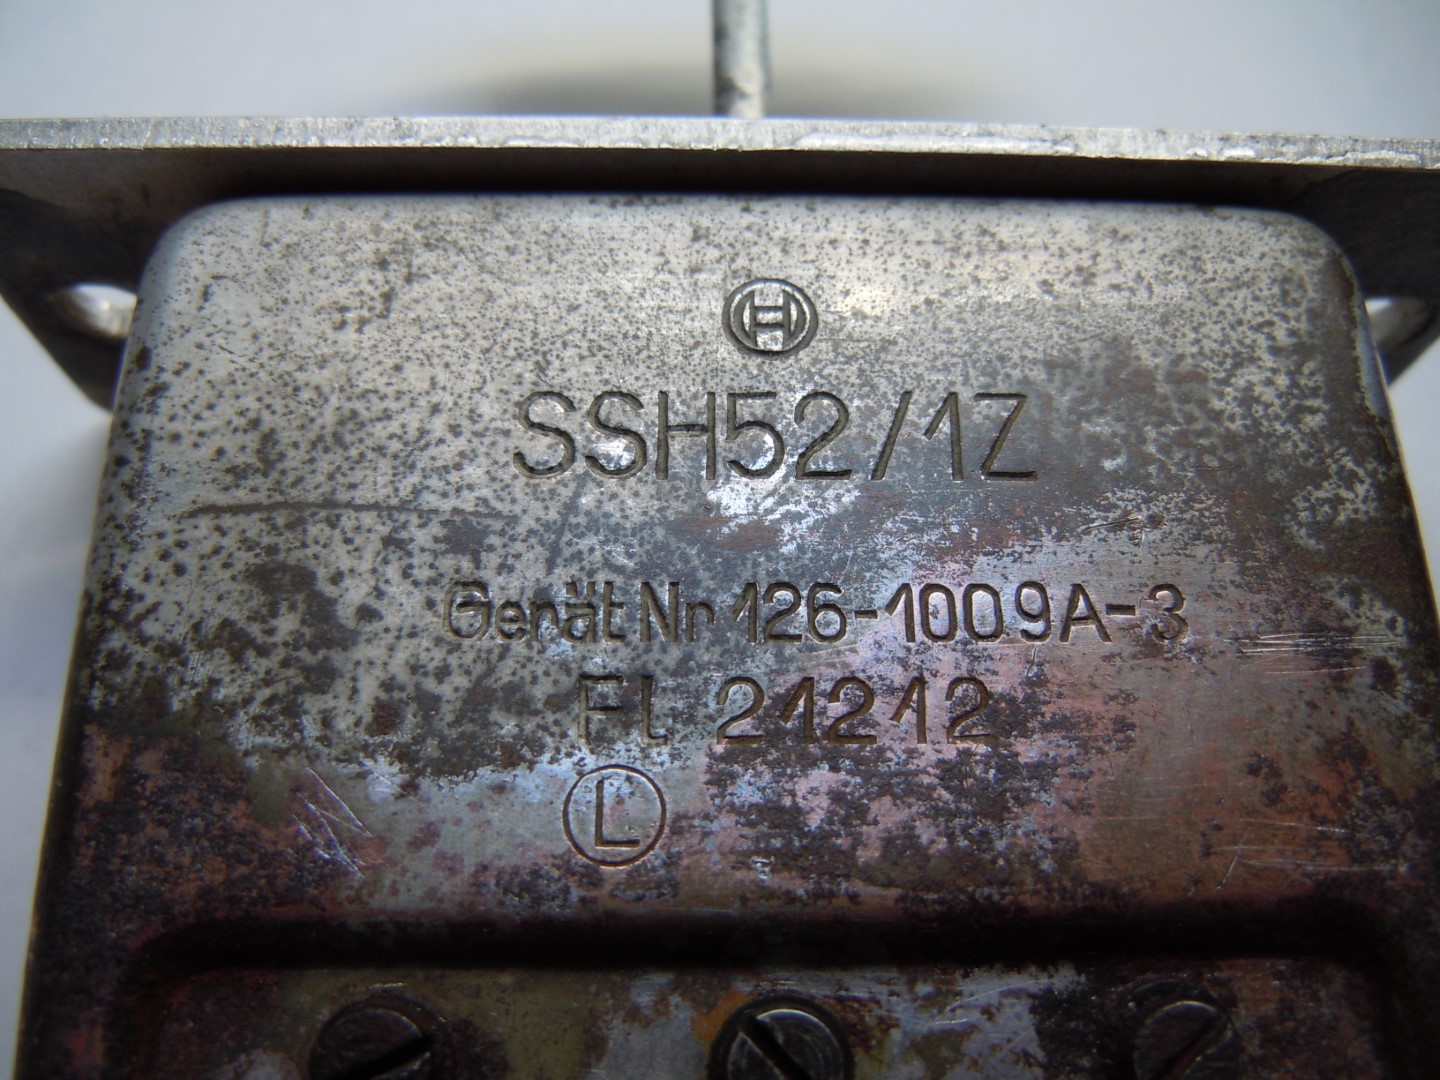 SSH52/1Z
Gerät Nr 126-1009A-3
Fl 21212
L